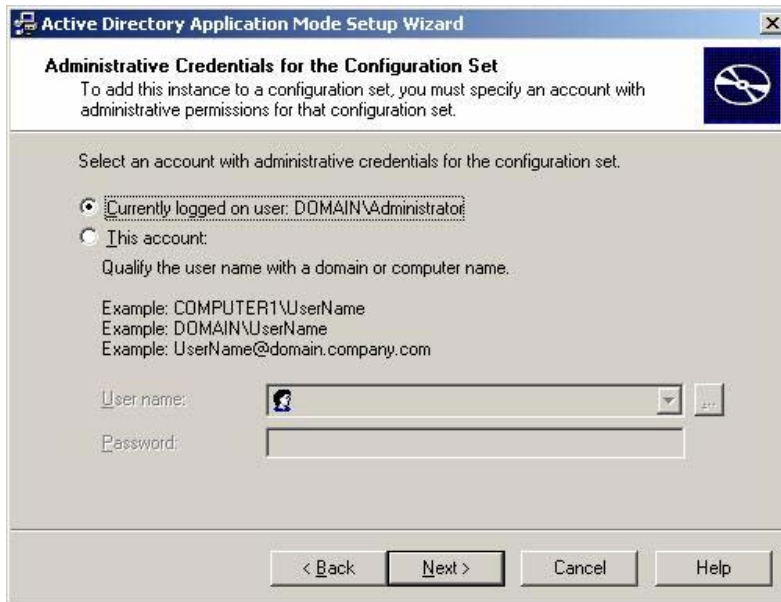 Active Directory Application Mode Setup Wizard
Administrative Credentials for the Configuration Set
To add this instance to a configuration set, you must specify an account with
administrative permissions for that configuration set.
Select an account with administrative credentials for the configuration set.
Currently logged on user: DOMAIN\Administrator
This account:
Qualify the user name with a domain or computer name.
Example: COMPUTER1\UserName
Example: DOMAIN\UserName
Example: UserName@domain.company.com
User name:
...
Password:
< Back
Next >
Cancel
Help